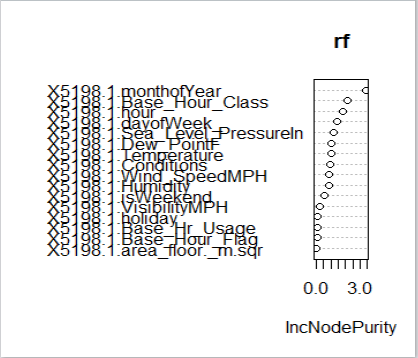 rf
X5198.1.monthofYear
X5198.1.Base_Hour_Class
X5198.1.hour
X5198.1.dayofWeek
X5198.1.Sea_Level_PressureIn
X5198.1.Dew_PointF
X5198.1.Temperature
X5198.1.Conditions
X5198.1.Wind_SpeedMPH
X5198.1.Humidity
X5198.1.isWeekend
X5198.1.VisibilityMPH
X5198.1.holiday
X5198.1.Base_Hr_Usage
X5198.1.Base_Hour_Flag
X5198.1.area_floor._m.sqr
0.0 3.0
IncNodePurity